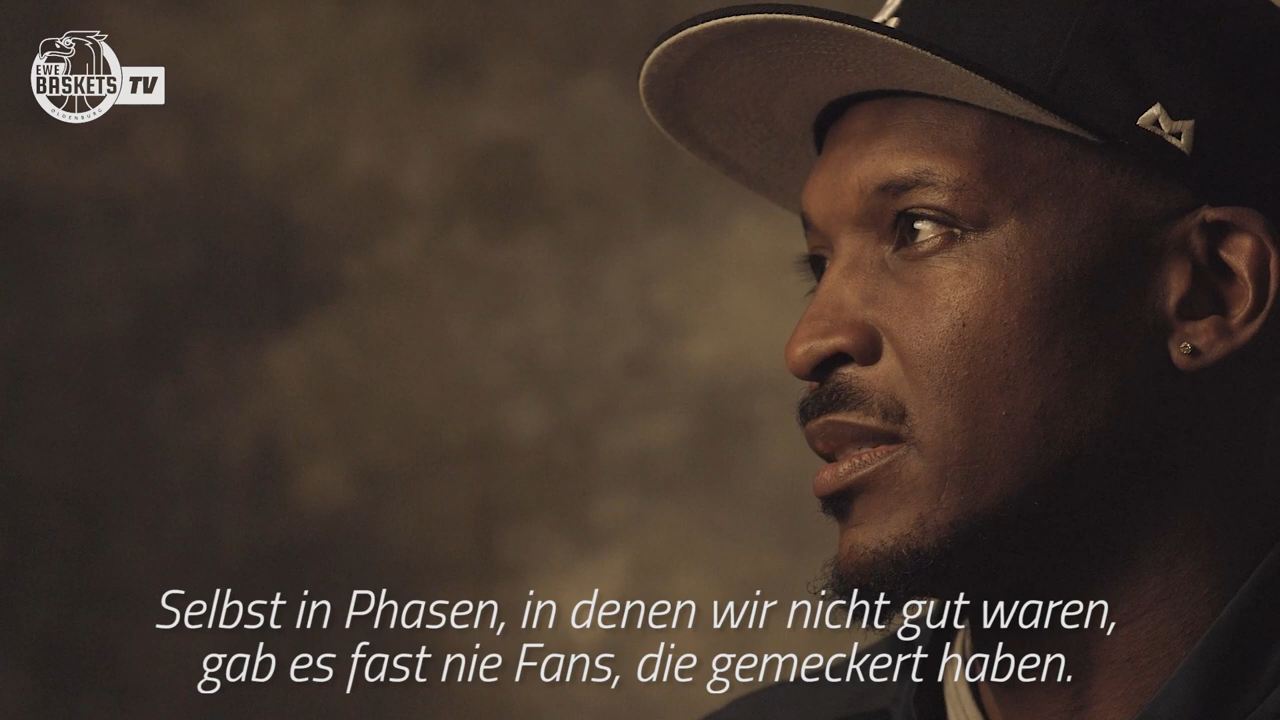 EWE
BASKETS TV
OLDENBURG
Selbst in Phasen, in denen wir nicht gut waren,
gab es fast nie Fans, die gemeckert haben.